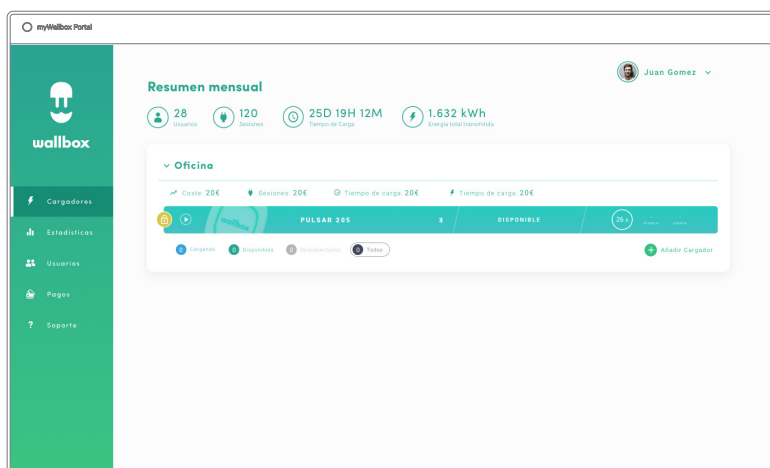 myWallbox Portal
wallbox
Cargadores
Estadísticas
Usuarios
Pagos
? Soporte
Juan Gomez
Resumen mensual
28
Usuarios
120
Sesiones
25D 19H 12M
Tiempo de Carga
1.632 kWh
Energía total transmitida
Oficina
Coste: 20€ Sesiones: 20€ Tiempo de carga: 20€ Tiempo de carga: 20€
wallbox PULSAR 205 DISPONIBLE 26 A
0 Cargando 0 Disponibles 0 Desconectados 0 Todos
Añadir Cargador